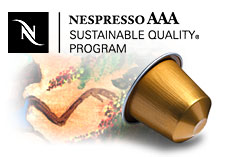 N
NESPRESSO AAA
SUSTAINABLE QUALITY®
PROGRAM